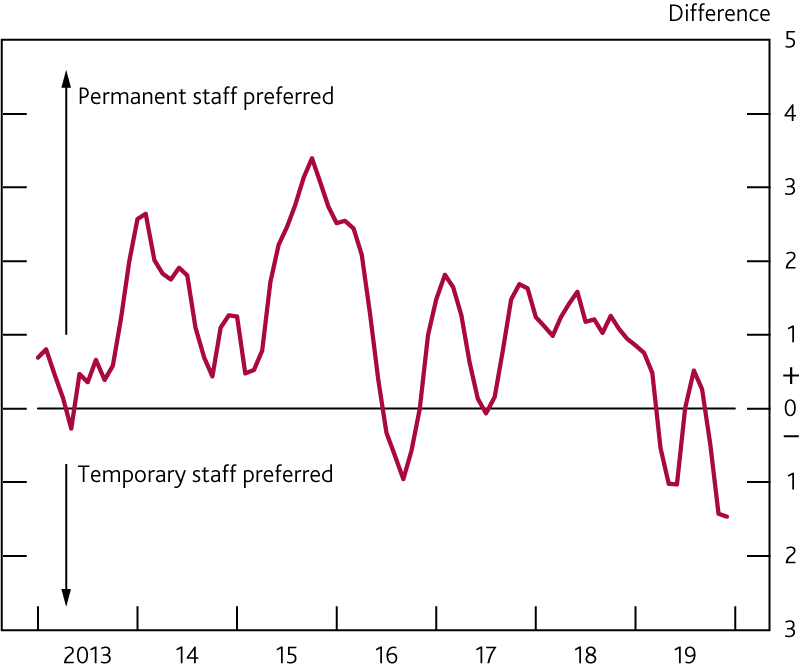 Difference
5
Permanent staff preferred
4
3
2
1
+
0
–
Temporary staff preferred
1
2
3
2013 14 15 16 17 18 19